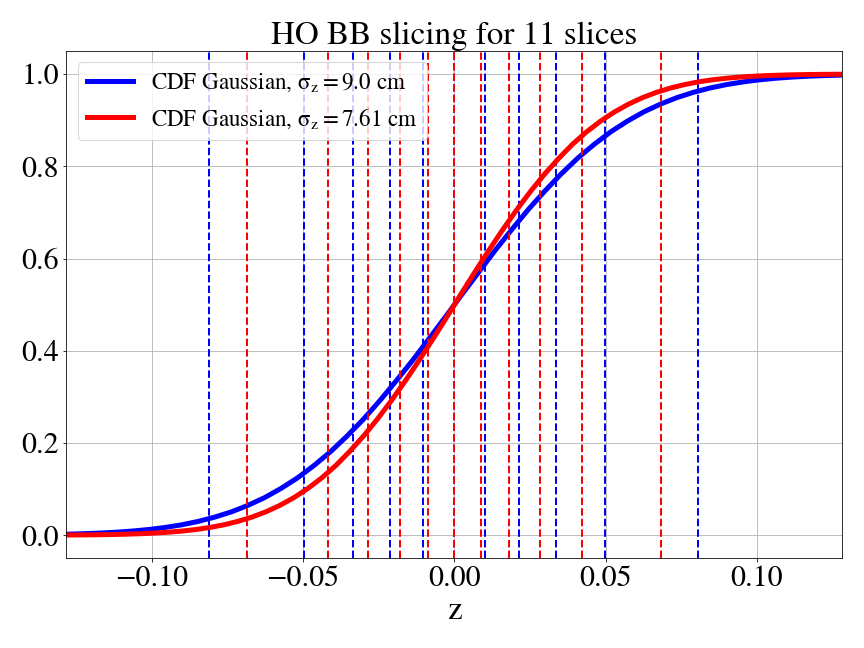 HO BB slicing for 11 slices
1.0
0.8
0.6
0.4
0.2
0.0
CDF Gaussian, σz = 9.0 cm
CDF Gaussian, σz = 7.61 cm
−0.10
−0.05
0.00
0.05
0.10
z